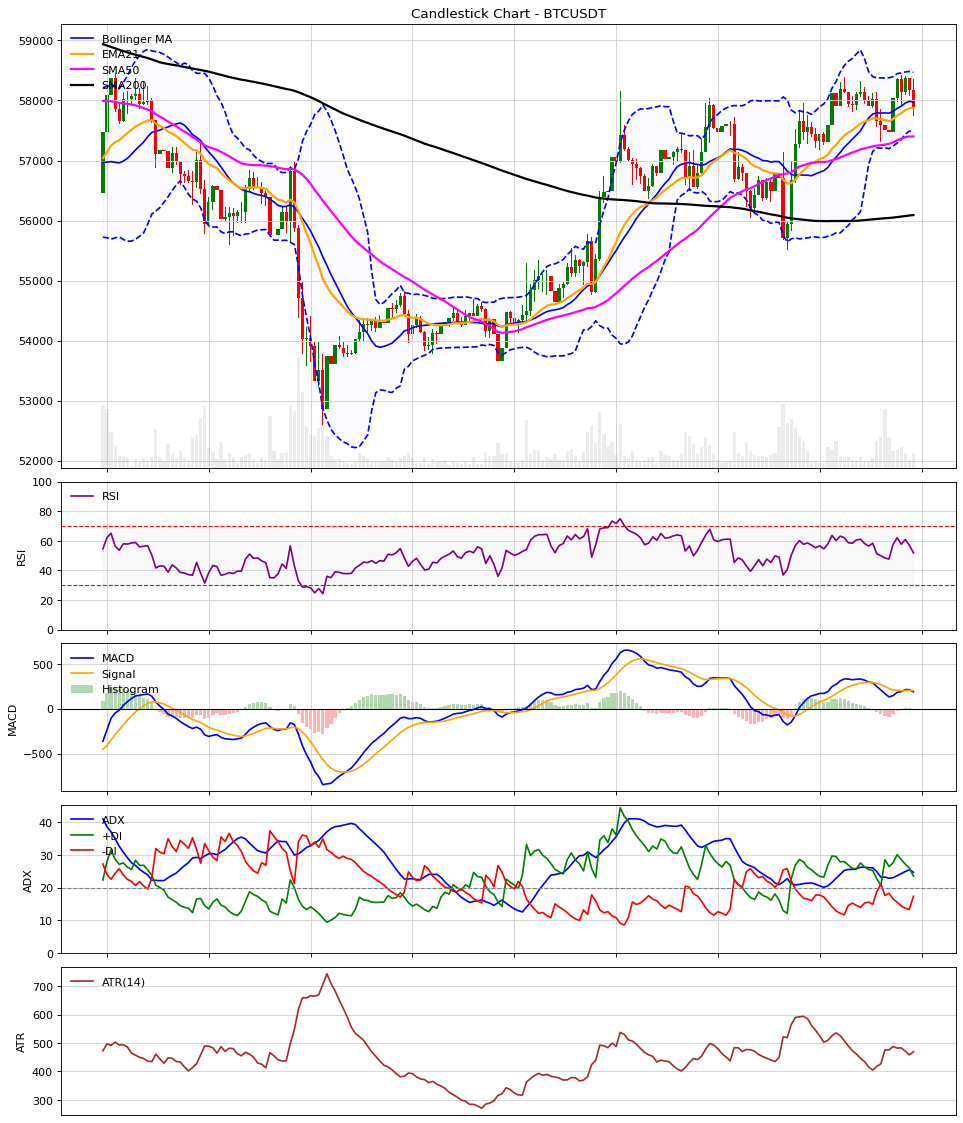 Candlestick Chart - BTCUSDT
59000
58000
57000
56000
55000
54000
53000
52000
Bollinger MA
EMA21
SMA50
SMA200
100
80
60
40
20
0
RSI
RSI
500
0
−500
MACD
MACD
Signal
Histogram
40
30
20
10
0
ADX
ADX
+DI
-DI
700
600
500
400
300
ATR
ATR(14)